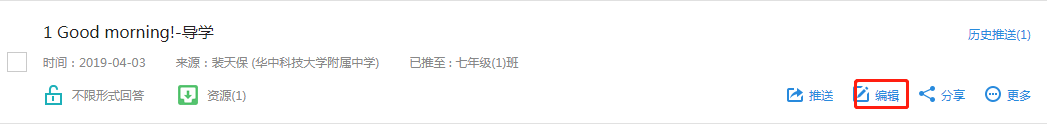 1 Good morning!-导学
历史推送(1)
时间：2019-04-03 来源：裴天保 (华中科技大学附属中学) 已推至：七年级(1)班
不限形式回答 资源(1) 推送 编辑 分享 更多